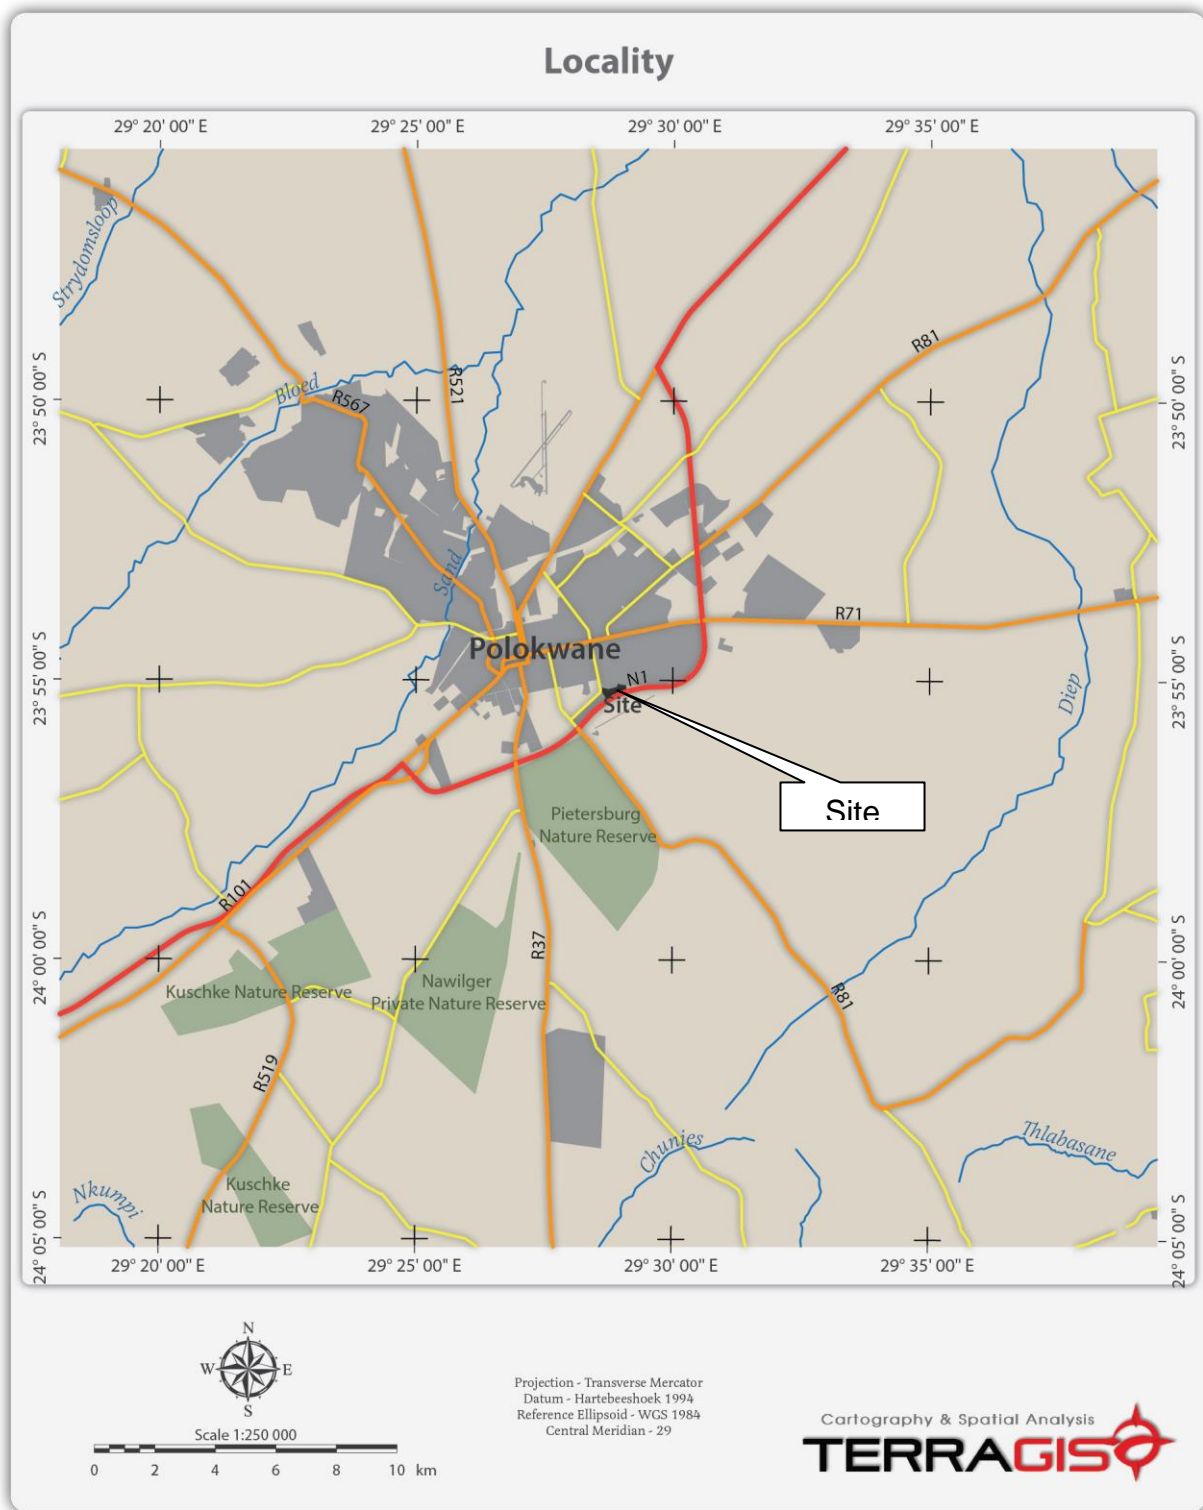 Locality
29° 20' 00" E
29° 25' 00" E
29° 30' 00" E
29° 35' 00" E
Strydomsloop
23° 50' 00" S
23° 50' 00" S
Bloed
R567
R521
R81
Sand
R71
Polokwane
23° 55' 00" S
23° 55' 00" S
N1
Site
Diep
Site
Pietersburg
Nature Reserve
R101
R37
24° 00' 00" S
24° 00' 00" S
Kuschke Nature Reserve
Nawilger
Private Nature Reserve
R81
R519
Chunies
Thlabasane
Nkumpi
Kuschke
Nature Reserve
24° 05' 00" S
24° 05' 00" S
29° 20' 00" E
29° 25' 00" E
29° 30' 00" E
29° 35' 00" E
N
W
E
S
Scale 1:250 000
0 2 4 6 8 10 km
Projection - Transverse Mercator
Datum - Hartebeeshoek 1994
Reference Ellipsoid - WGS 1984
Central Meridian - 29
Cartography & Spatial Analysis
TERRAGIS